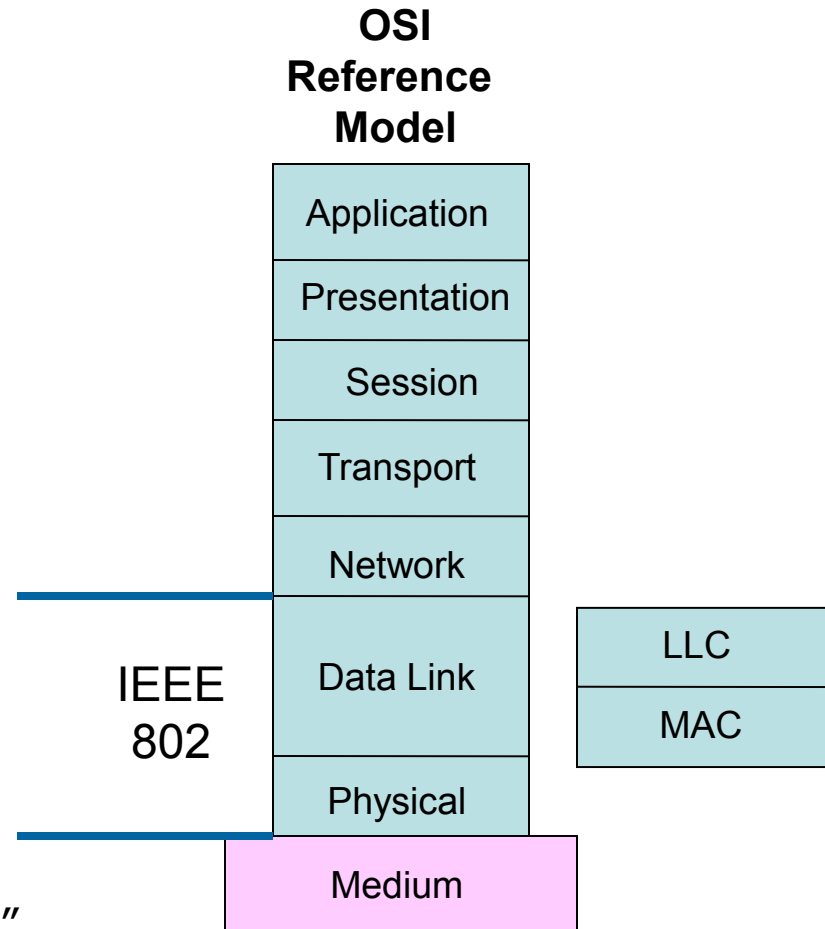 OSI
Reference
Model
Application
Presentation
Session
Transport
Network
IEEE
802
Data Link
LLC
MAC
Physical
Medium
"